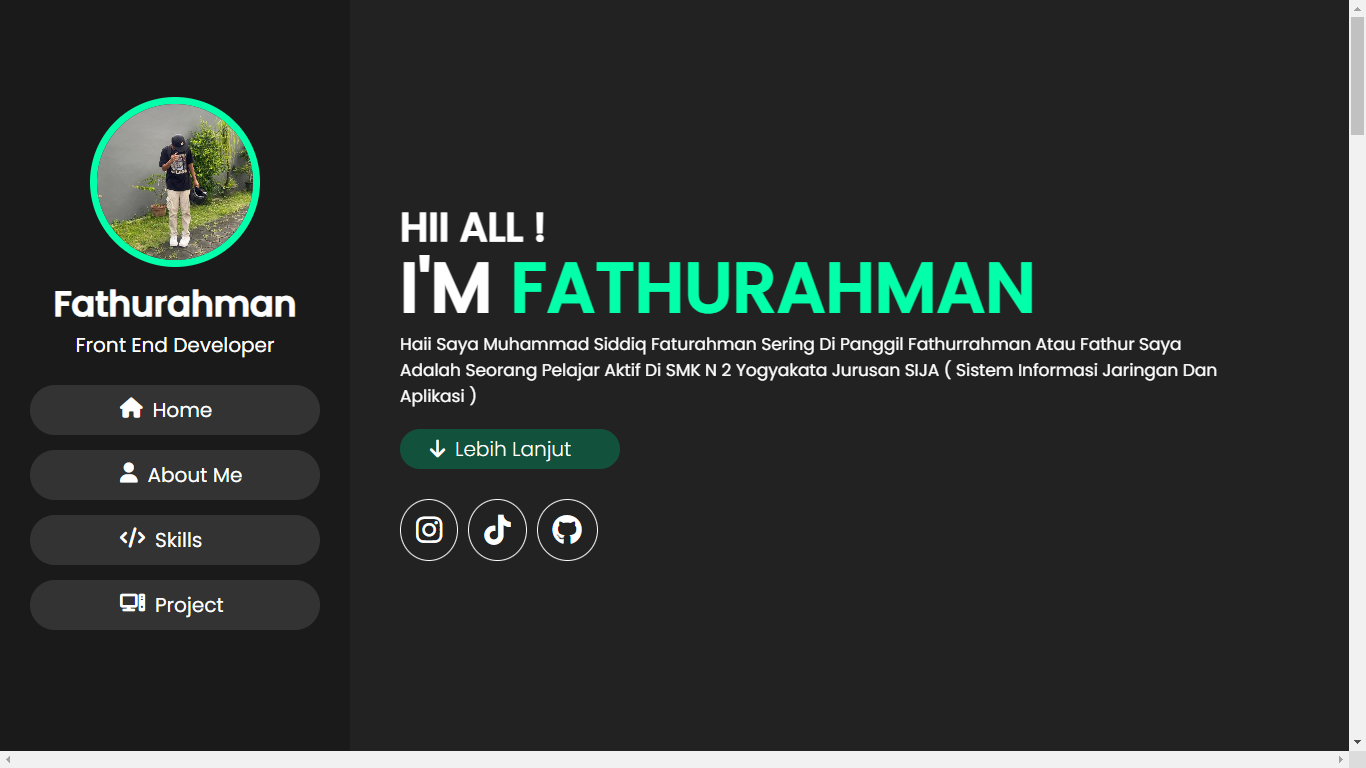 Fathurahman
Front End Developer
Home
About Me
Skills
Project
HII ALL !
I'M FATHURAHMAN
Haii Saya Muhammad Siddiq Faturahman Sering Di Panggil Fathurrahman Atau Fathur Saya
Adalah Seorang Pelajar Aktif Di SMK N 2 Yogyakata Jurusan SIJA ( Sistem Informasi Jaringan Dan
Aplikasi )
Lebih Lanjut